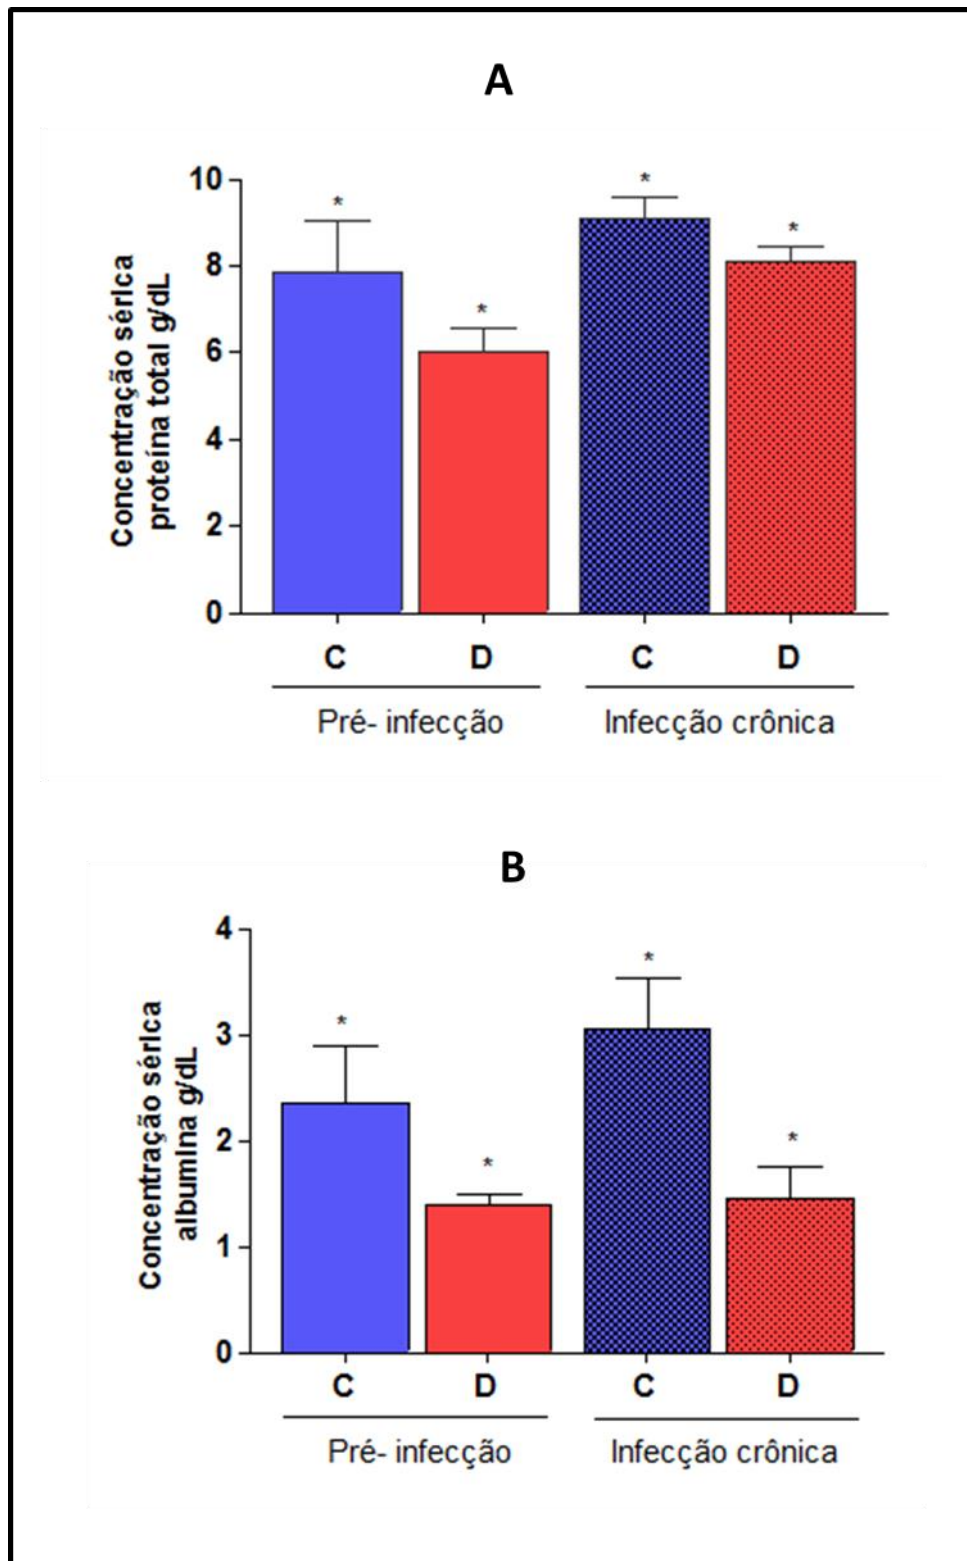 A
Concentração sérica
proteína total g/dL
10
8
6
4
2
0
*
*
*
*
C D C D
Pré- infecção Infecção crônica
B
Concentração sérica
albumina g/dL
4
3
2
1
0
*
*
*
*
C D C D
Pré- infecção Infecção crônica